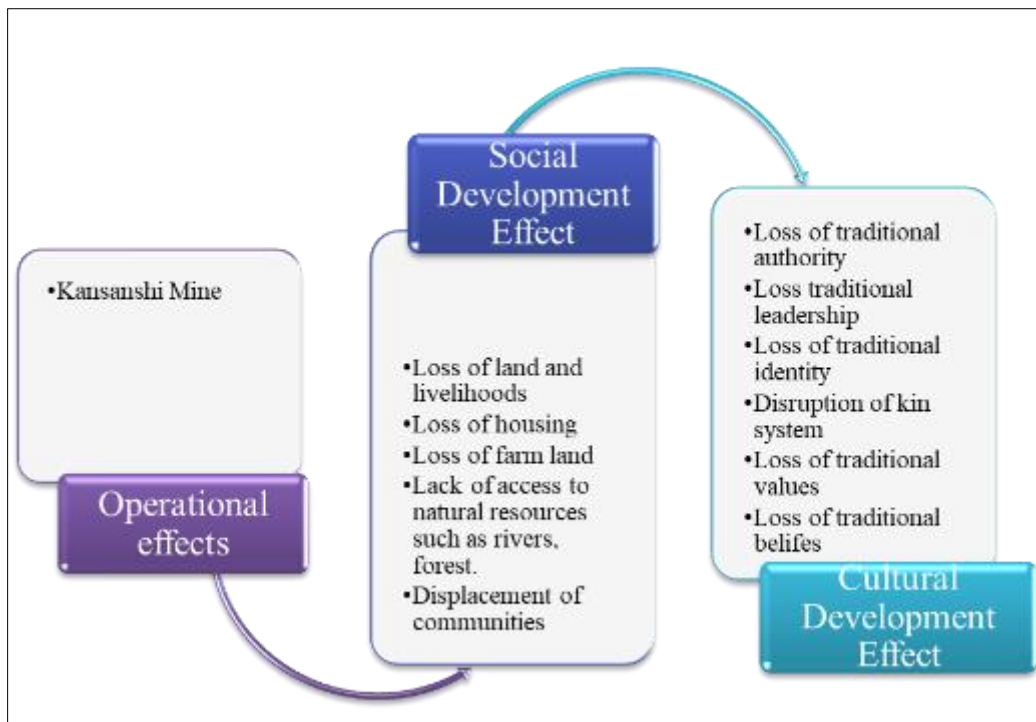 •Kansanshi Mine
Operational
effects
Social
Development
Effect
•Loss of land and
livelihoods
•Loss of housing
•Loss of farm land
•Lack of access to
natural resources
such as rivers,
forest.
•Displacement of
communities
•Loss of traditional
authority
•Loss traditional
leadership
•Loss of traditional
identity
•Disruption of kin
system
•Loss of traditional
values
•Loss of traditional
belifes
Cultural
Development
Effect